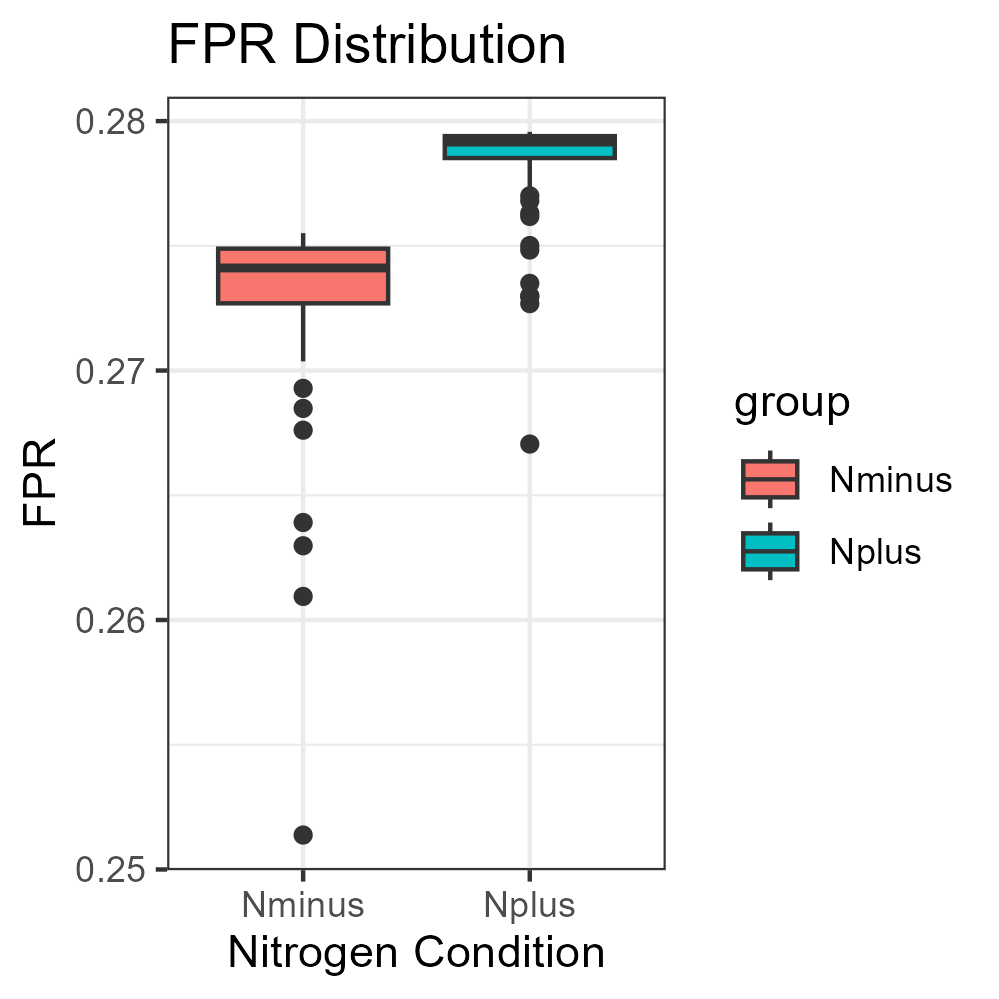 FPR Distribution
0.28
0.27
0.26
0.25
FPR
Nminus Nplus
Nitrogen Condition
group
Nminus
Nplus